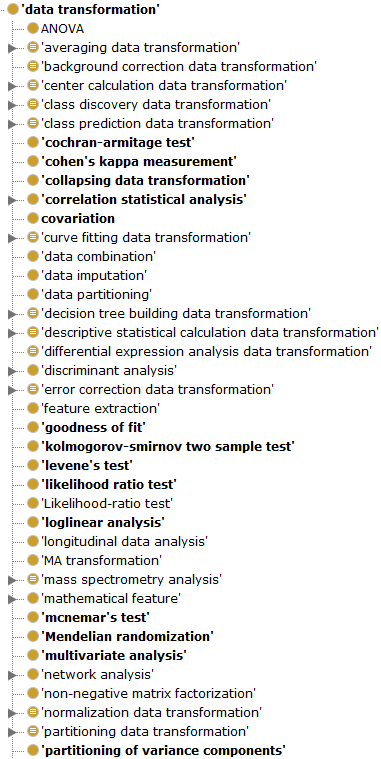 'data transformation'
ANOVA
'averaging data transformation'
'background correction data transformation'
'center calculation data transformation'
'class discovery data transformation'
'class prediction data transformation'
'cochran-armitage test'
'cohen's kappa measurement'
'collapsing data transformation'
'correlation statistical analysis'
covariation
'curve fitting data transformation'
'data combination'
'data imputation'
'data partitioning'
'decision tree building data transformation'
'descriptive statistical calculation data transformation'
'differential expression analysis data transformation'
'discriminant analysis'
'error correction data transformation'
'feature extraction'
'goodness of fit'
'kolmogorov-smirnov two sample test'
'levene's test'
'likelihood ratio test'
'Likelihood-ratio test'
'loglinear analysis'
'longitudinal data analysis'
'MA transformation'
'mass spectrometry analysis'
'mathematical feature'
'mcnemar's test'
'Mendelian randomization'
'multivariate analysis'
'network analysis'
'non-negative matrix factorization'
'normalization data transformation'
'partitioning data transformation'
'partitioning of variance components'